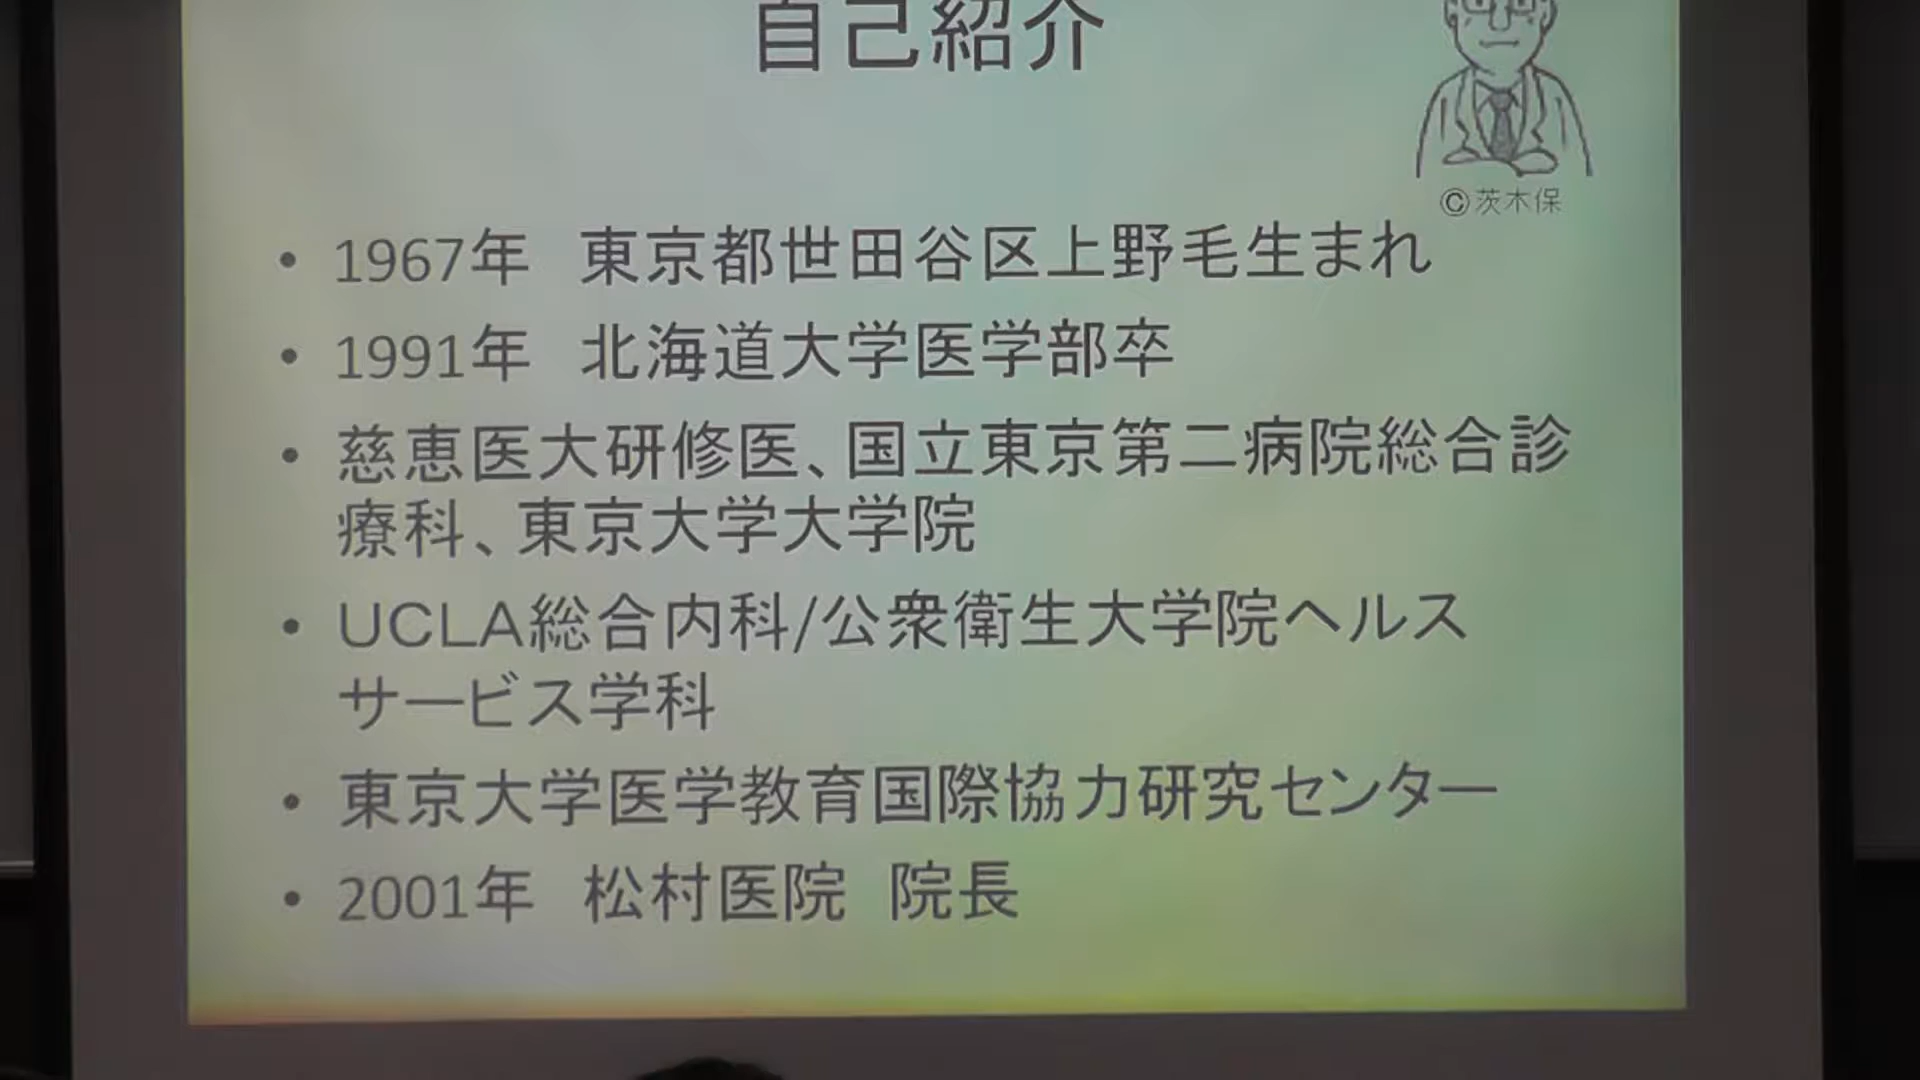 自己紹介
©茨木保
• 1967年　東京都世田谷区上野毛生まれ
• 1991年　北海道大学医学部卒
• 慈恵医大研修医、国立東京第二病院総合診
療科、東京大学大学院
• UCLA総合内科/公衆衛生大学院ヘルス
サービス学科
• 東京大学医学教育国際協力研究センター
• 2001年　松村医院　院長